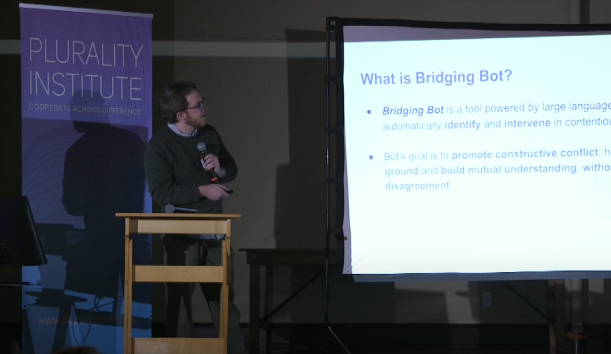 PLURALITY
INSTITUTE
COOPERATE ACROSS DIFFERENCE
What is Bridging Bot?
● Bridging Bot is a tool powered by large language
automatically identify and intervene in contentiou
● Bot's goal is to promote constructive conflict, h
ground and build mutual understanding, witho
disagreement.